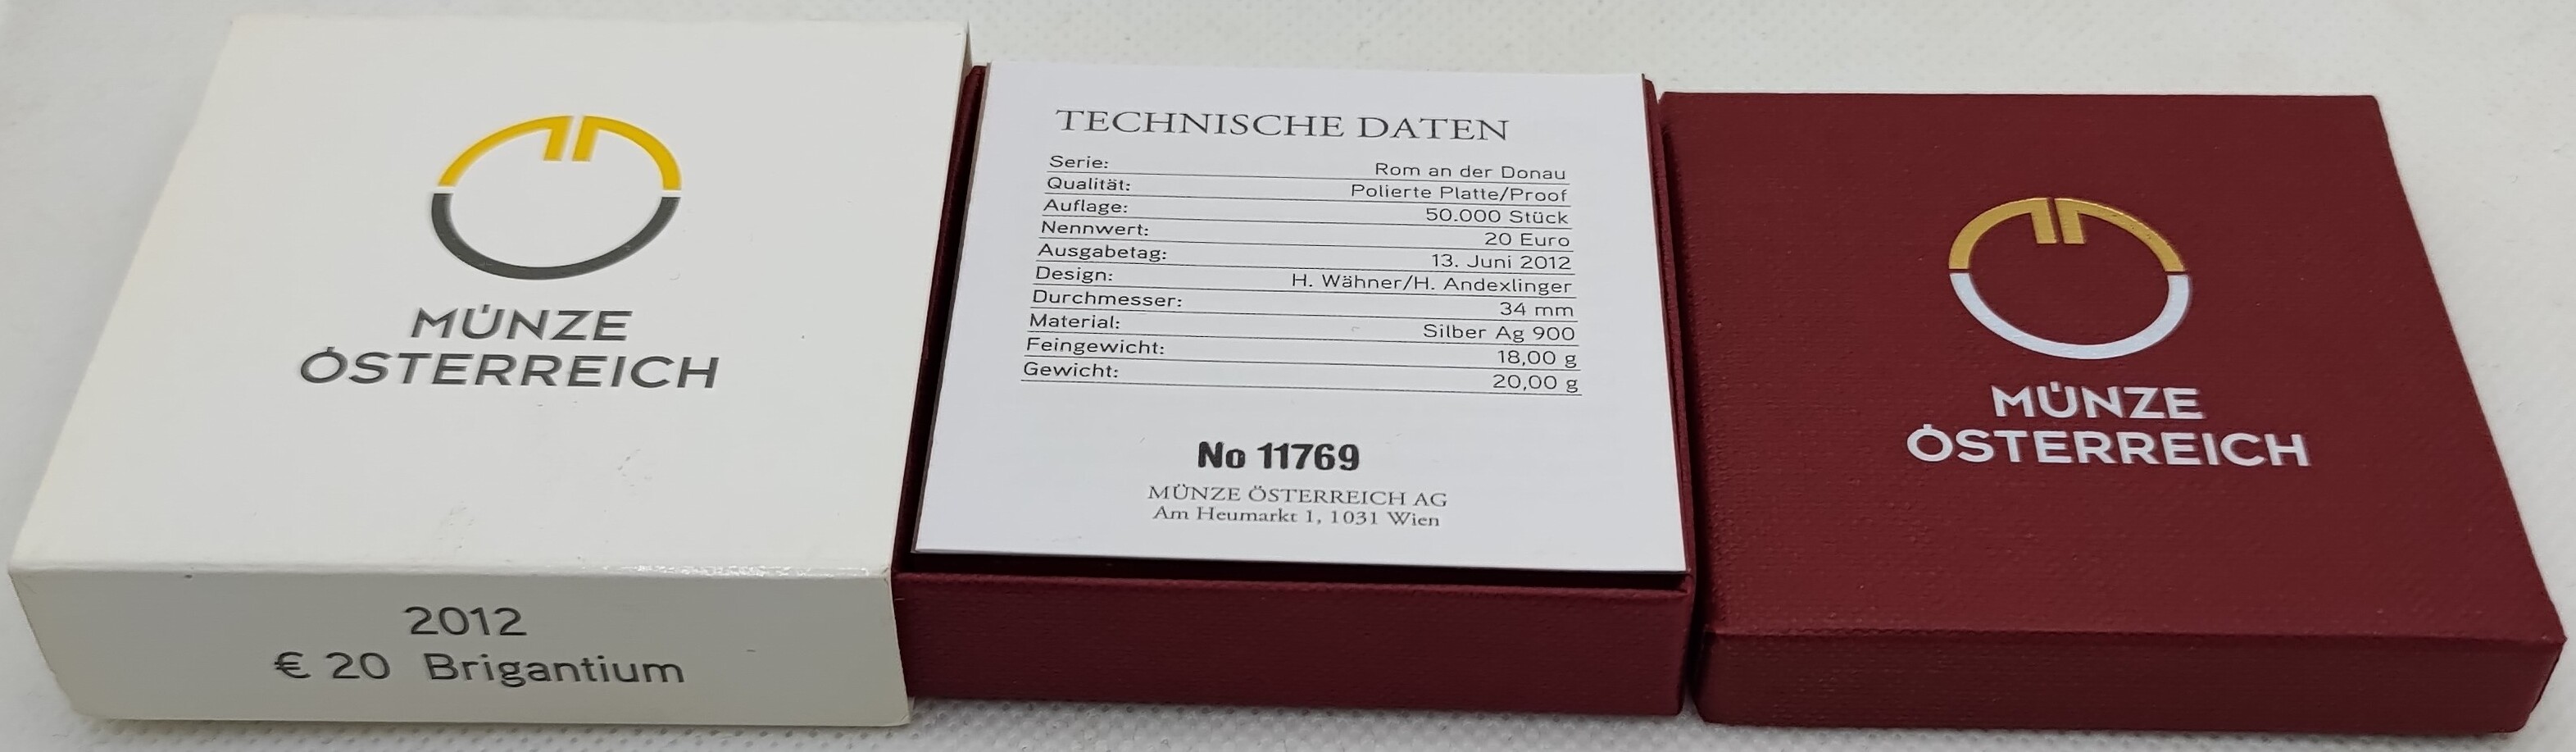 MÜNZE
ÖSTERREICH
2012
€ 20 Brigantium
TECHNISCHE DATEN
Serie: Rom an der Donau
Qualität: Polierte Platte/Proof
Auflage: 50.000 Stück
Nennwert: 20 Euro
Ausgabetag: 13. Juni 2012
Design: H. Wähner/H. Andexlinger
Durchmesser: 34 mm
Material: Silber Ag 900
Feingewicht: 18,00 g
Gewicht: 20,00 g
No 11769
MÜNZE ÖSTERREICH AG
Am Heumarkt 1, 1031 Wien
MÜNZE
ÖSTERREICH